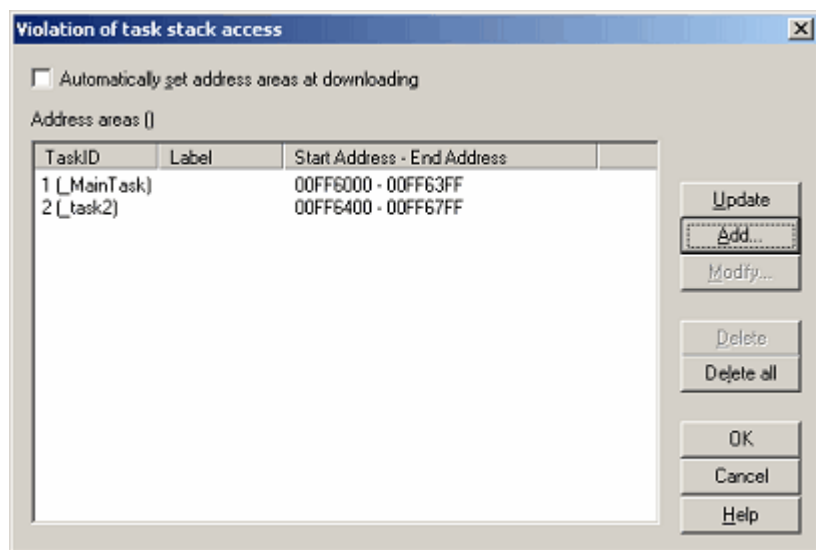 Violation of task stack access
Automatically set address areas at downloading
Address areas ()
TaskID Label Start Address - End Address
1 (_MainTask) 00FF6000 - 00FF63FF
2 (_task2) 00FF6400 - 00FF67FF
Update
Add...
Modify...
Delete
Delete all
OK
Cancel
Help